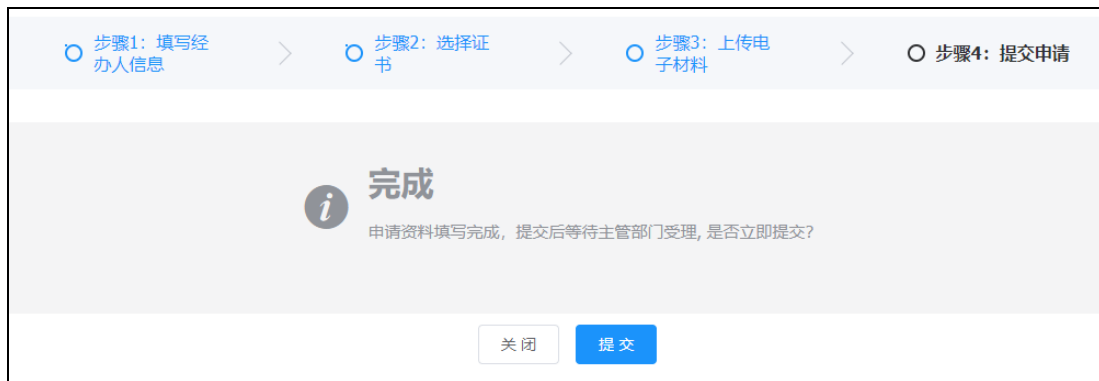 步骤1：填写经
办人信息
步骤2：选择证
书
步骤3：上传电
子材料
步骤4：提交申请
完成
申请资料填写完成，提交后等待主管部门受理, 是否立即提交?
关 闭
提 交